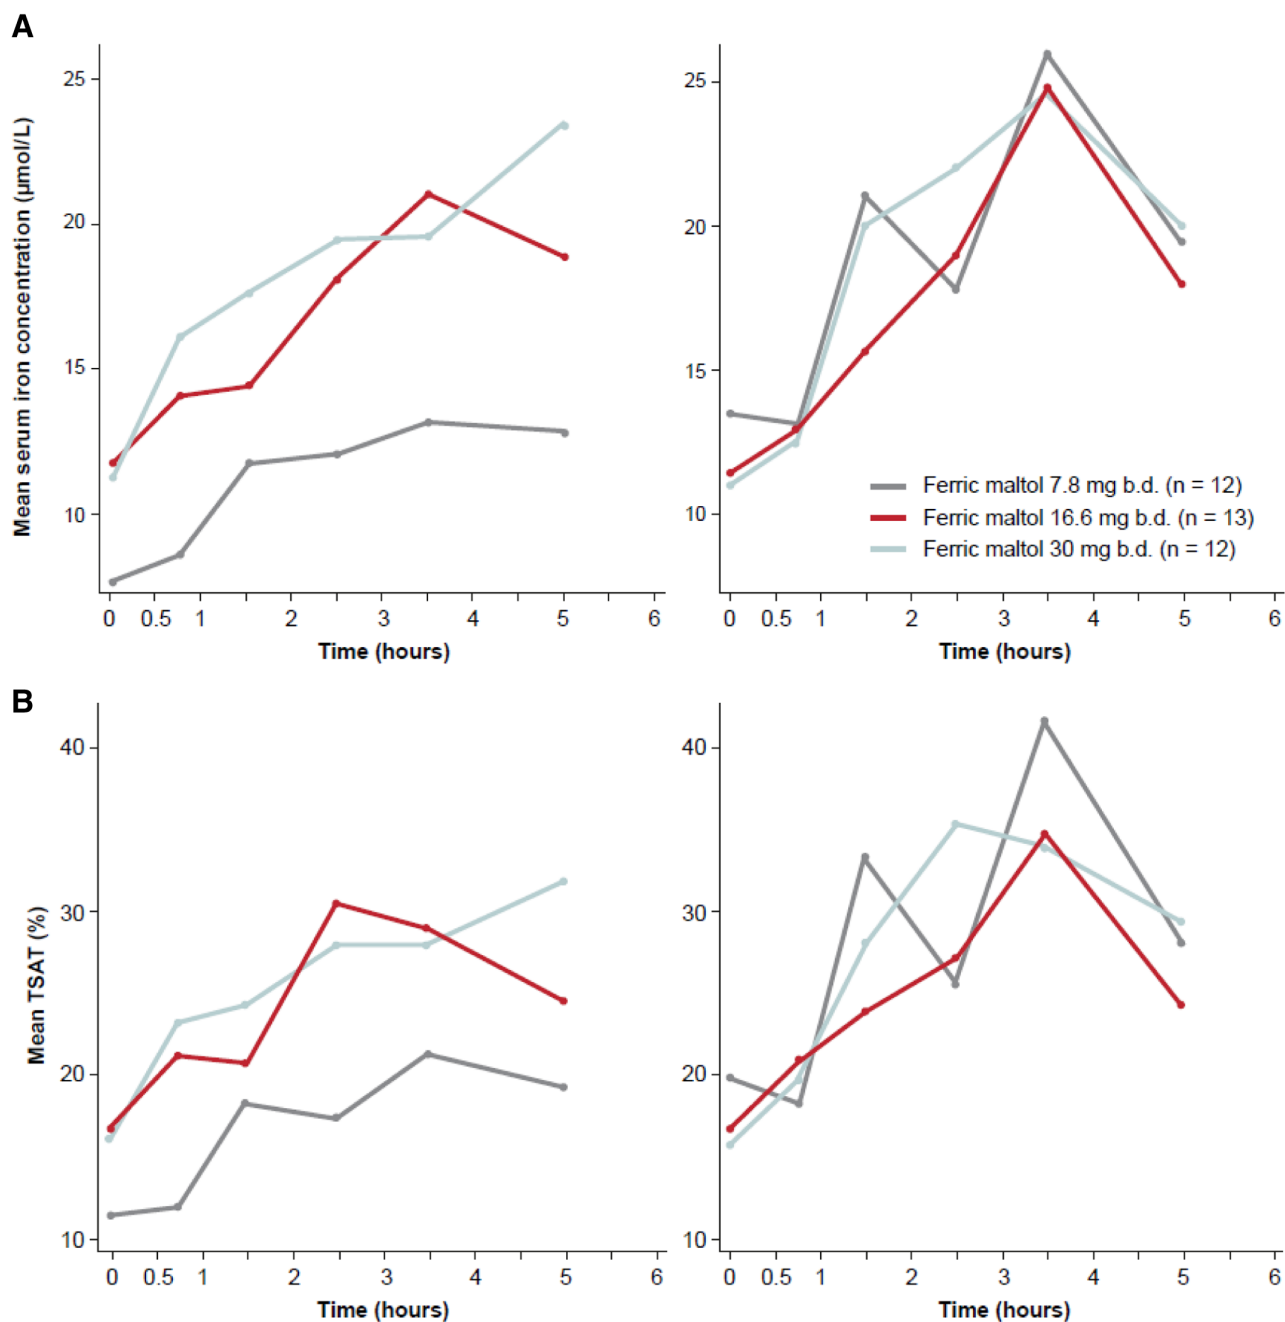 A
Mean serum iron concentration (µmol/L)
25
20
15
10
0 0.5 1 2 3 4 5 6
Time (hours)
25
20
15
10
Ferric maltol 7.8 mg b.d. (n = 12)
Ferric maltol 16.6 mg b.d. (n = 13)
Ferric maltol 30 mg b.d. (n = 12)
0 0.5 1 2 3 4 5 6
Time (hours)
B
Mean TSAT (%)
40
30
20
10
0 0.5 1 2 3 4 5 6
Time (hours)
40
30
20
10
0 0.5 1 2 3 4 5 6
Time (hours)